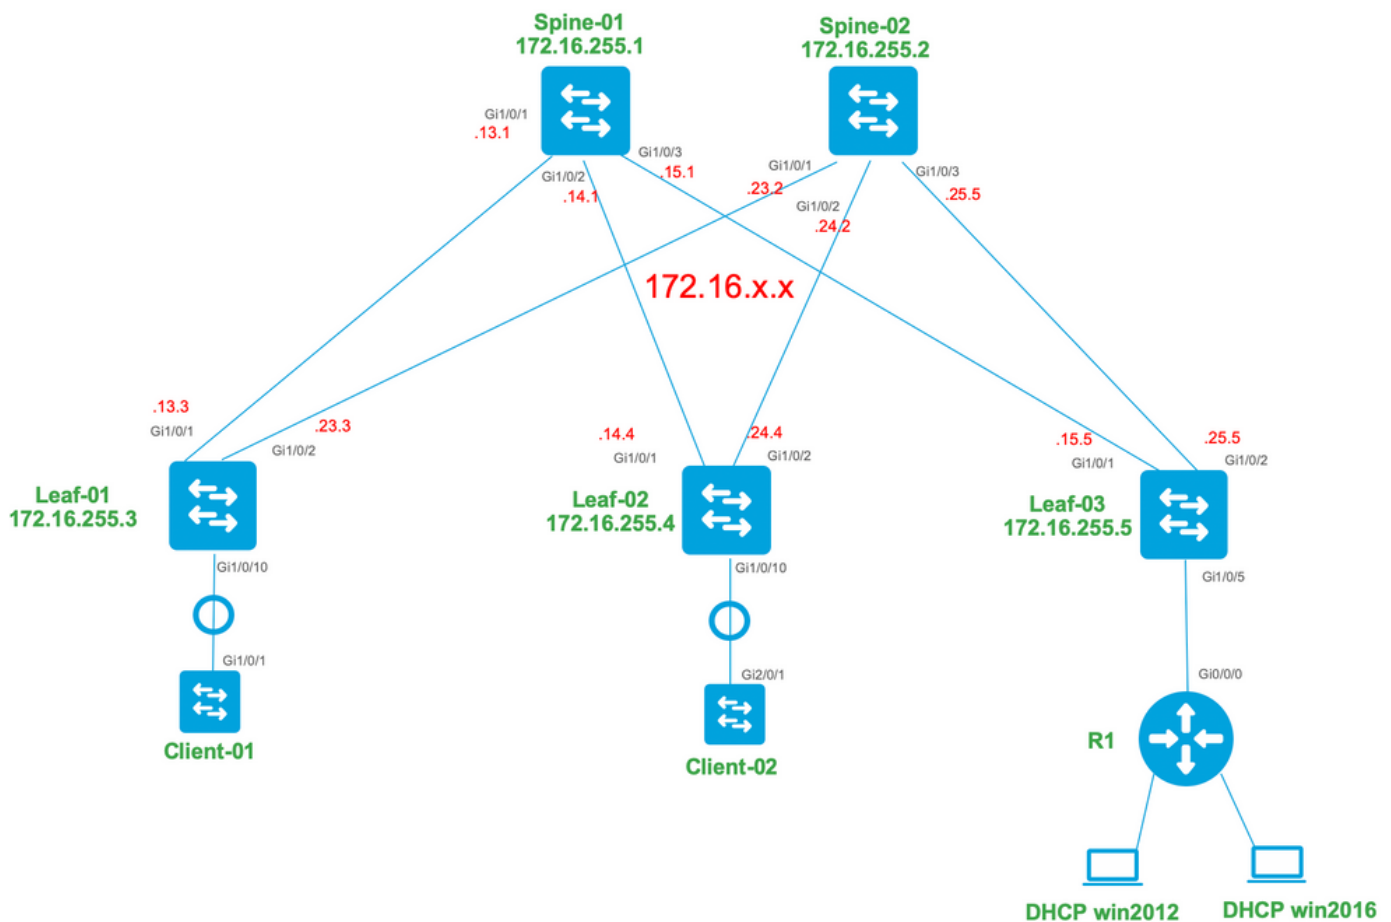 Spine-01
172.16.255.1
Spine-02
172.16.255.2
Gi1/0/1
.13.1
Gi1/0/3
.15.1
Gi1/0/2
.14.1
Gi1/0/1
.23.2
Gi1/0/3
.25.5
Gi1/0/2
.24.2
172.16.x.x
.13.3
Gi1/0/1
.23.3
Gi1/0/2
.14.4
Gi1/0/1
.24.4
Gi1/0/2
.15.5
Gi1/0/1
.25.5
Gi1/0/2
Leaf-01
172.16.255.3
Leaf-02
172.16.255.4
Leaf-03
172.16.255.5
Gi1/0/10
Gi1/0/10
Gi1/0/5
Gi1/0/1
Gi2/0/1
Gi0/0/0
Client-01
Client-02
R1
DHCP win2012
DHCP win2016